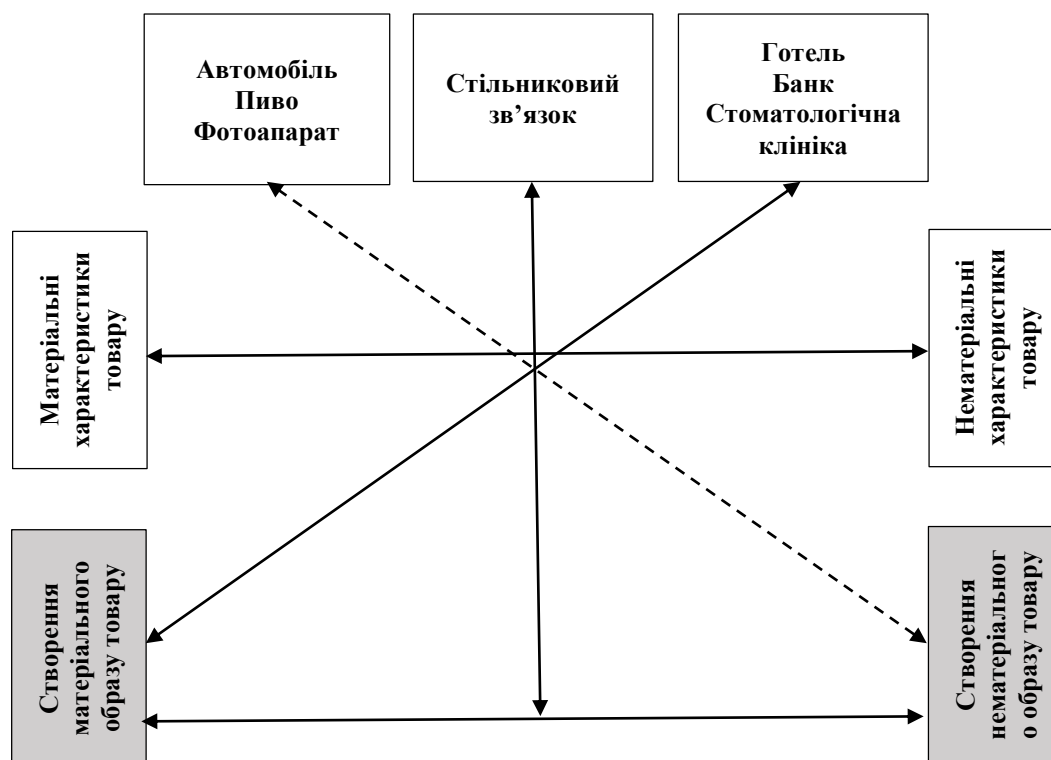 Автомобіль
Пиво
Фотоапарат
Стільниковий
зв’язок
Готель
Банк
Стоматологічна
клініка
Матеріальні
характеристики
товару
Нематеріальні
характеристики
товару
Створення
матеріального
образу товару
Створення
нематеріальног
о образу товару